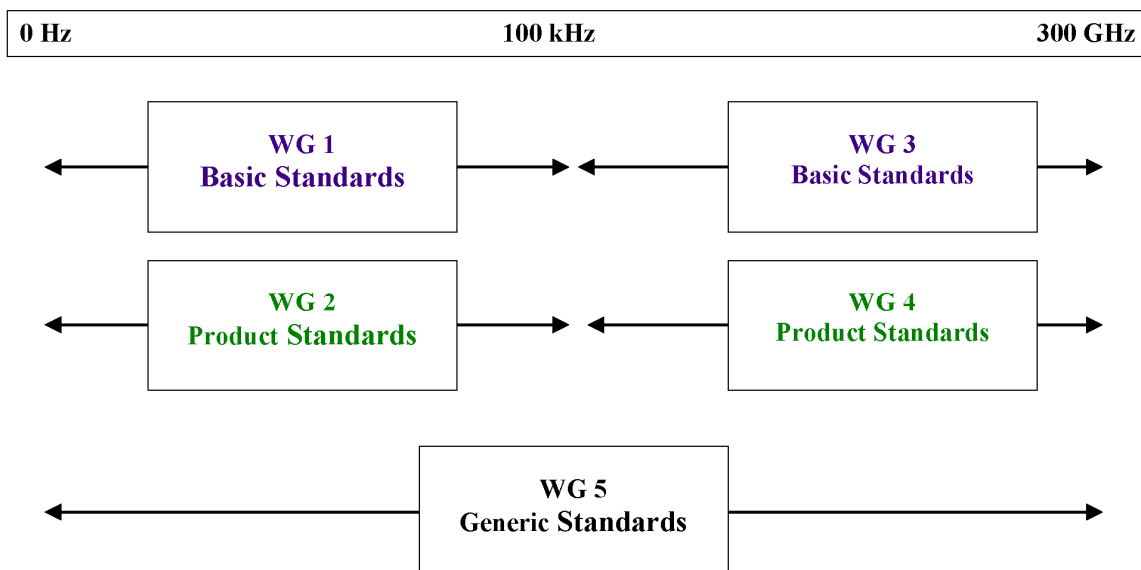 0 Hz 100 kHz 300 GHz
WG 1
Basic Standards
WG 3
Basic Standards
WG 2
Product Standards
WG 4
Product Standards
WG 5
Generic Standards